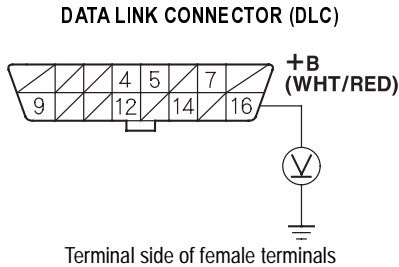 DATA LINK CONNECTOR (DLC)
+B
(WHT/RED)
4 5 7
9 12 14 16
V
Terminal side of female terminals